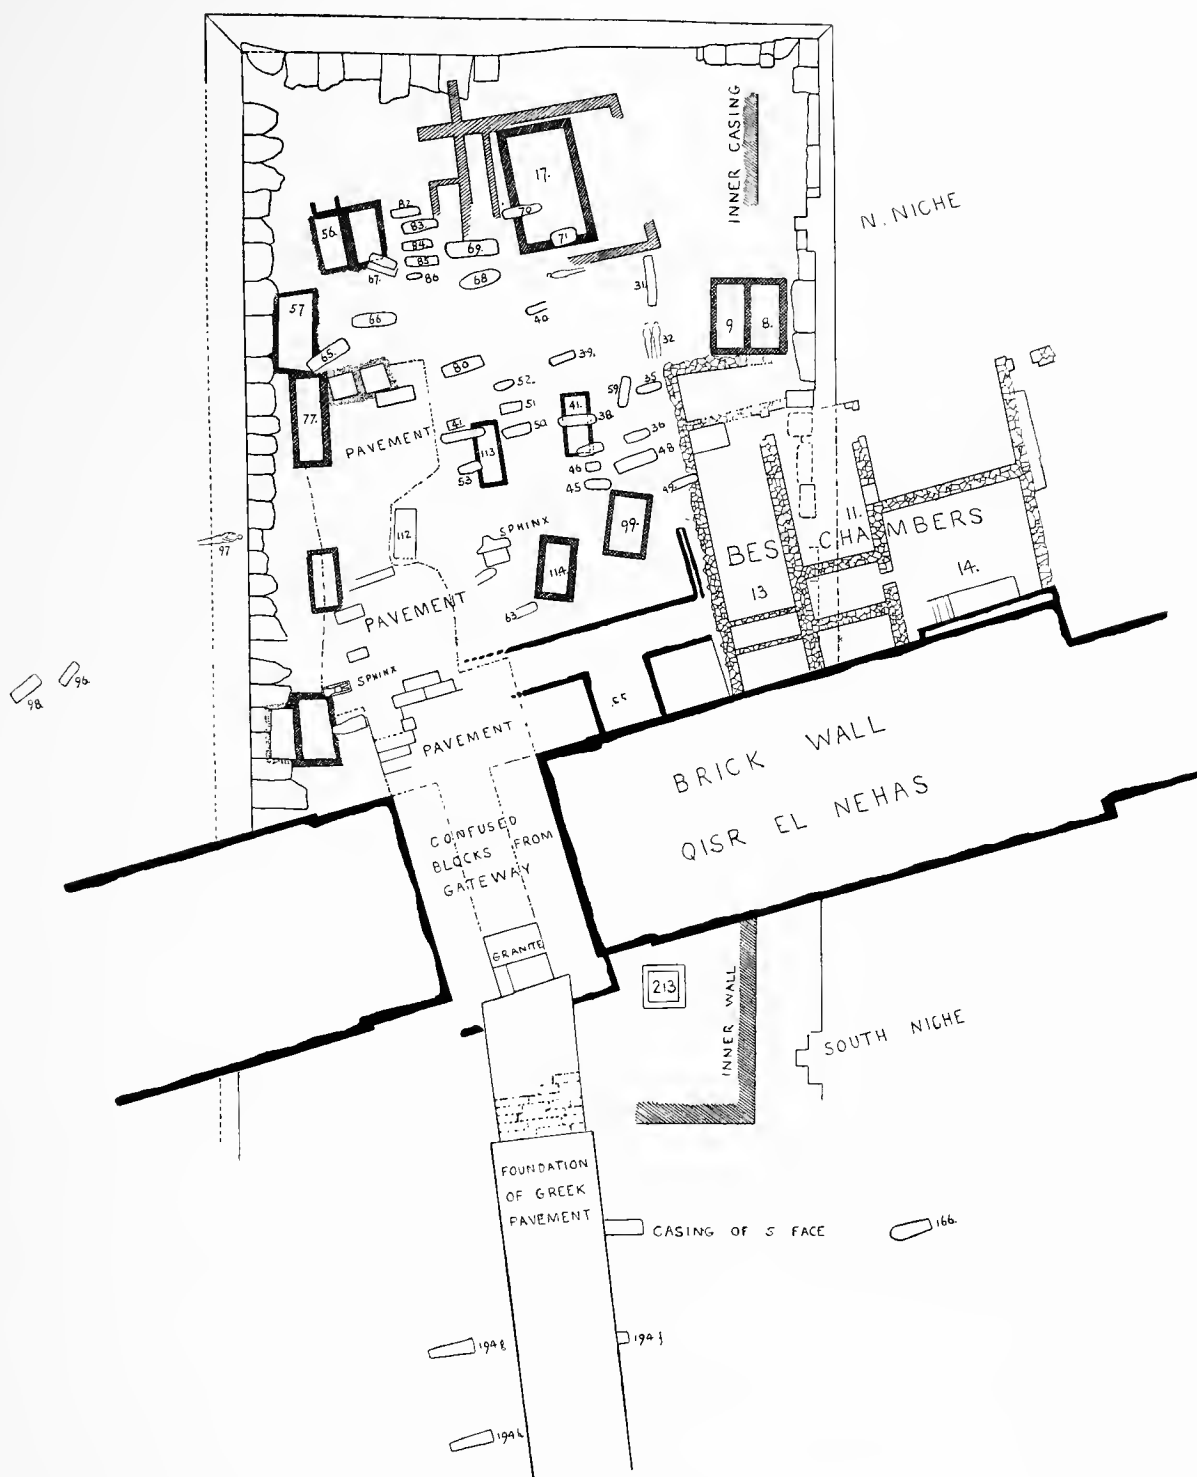 INNER CASING
N. NICHE
17.
82
83.
84.
85
86
70
71
69.
68
56.
67.
57
66
65.
31.
32
40
39.
9
8.
80
52.
51
50.
59
35
41.
38
36
48
49.
46
45
77.
PAVEMENT
41.
113
53
112
SPHINX
99.
114.
97
PAVEMENT
63.
BES CHAMBERS
11.
13
14.
SPHINX
98.
96.
PAVEMENT
BRICK WALL
QISR EL NEHAS
CONFUSED
BLOCKS FROM
GATEWAY
GRANITE
213
INNER WALL
SOUTH NICHE
FOUNDATION
OF GREEK
PAVEMENT
CASING OF S FACE
166.
194 g
194 f
194 h